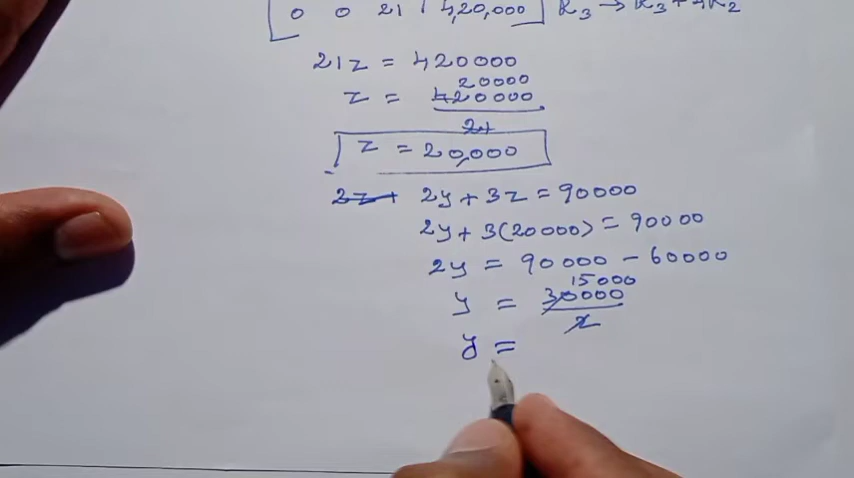 0 0 21 | 4,20,000 ] R3 → R3 + 4R2
21z = 420000
20000
z = 420000
21
z = 20,000
2z + 2y + 3z = 90000
2y + 3(20000) = 90000
2y = 90000 - 60000
15000
y = 30000
2
y =